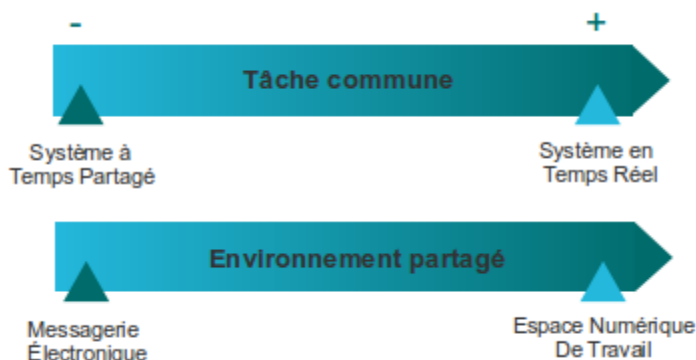 - +
Tâche commune
Système à Système en
Temps Partagé Temps Réel
Environnement partagé
Messagerie Espace Numérique
Électronique De Travail